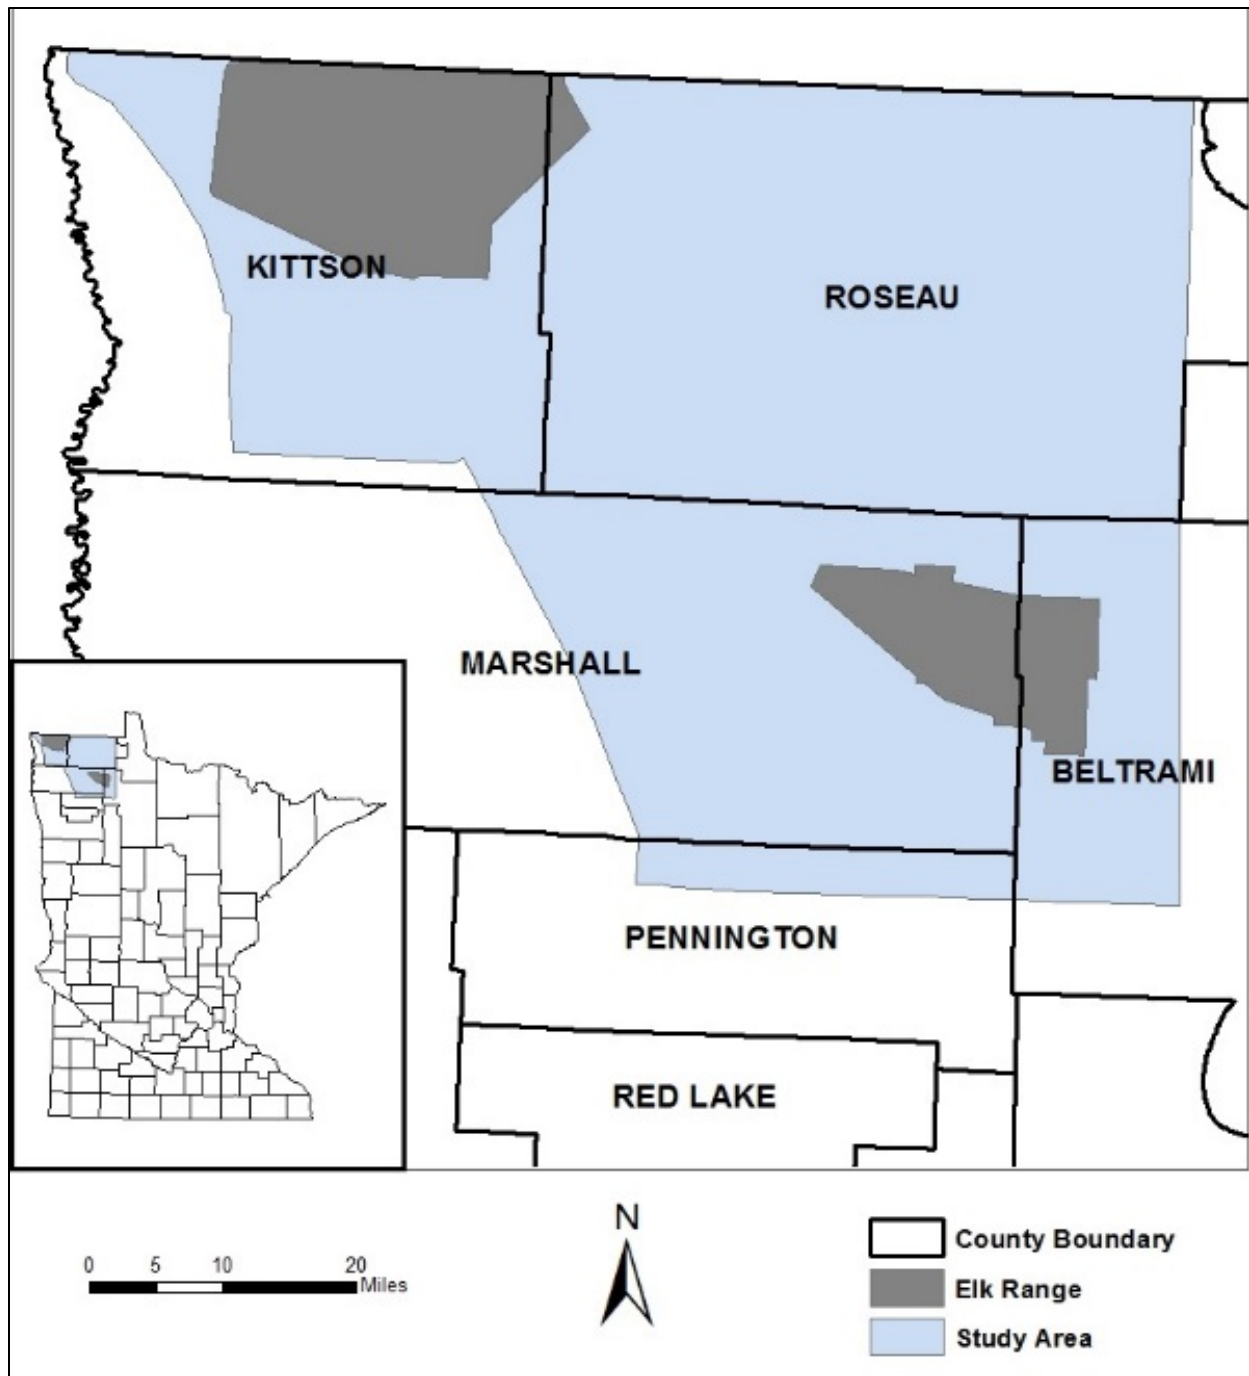 KITTSON
ROSEAU
MARSHALL
BELTRAMI
PENNINGTON
RED LAKE
N
0 5 10 20
Miles
County Boundary
Elk Range
Study Area